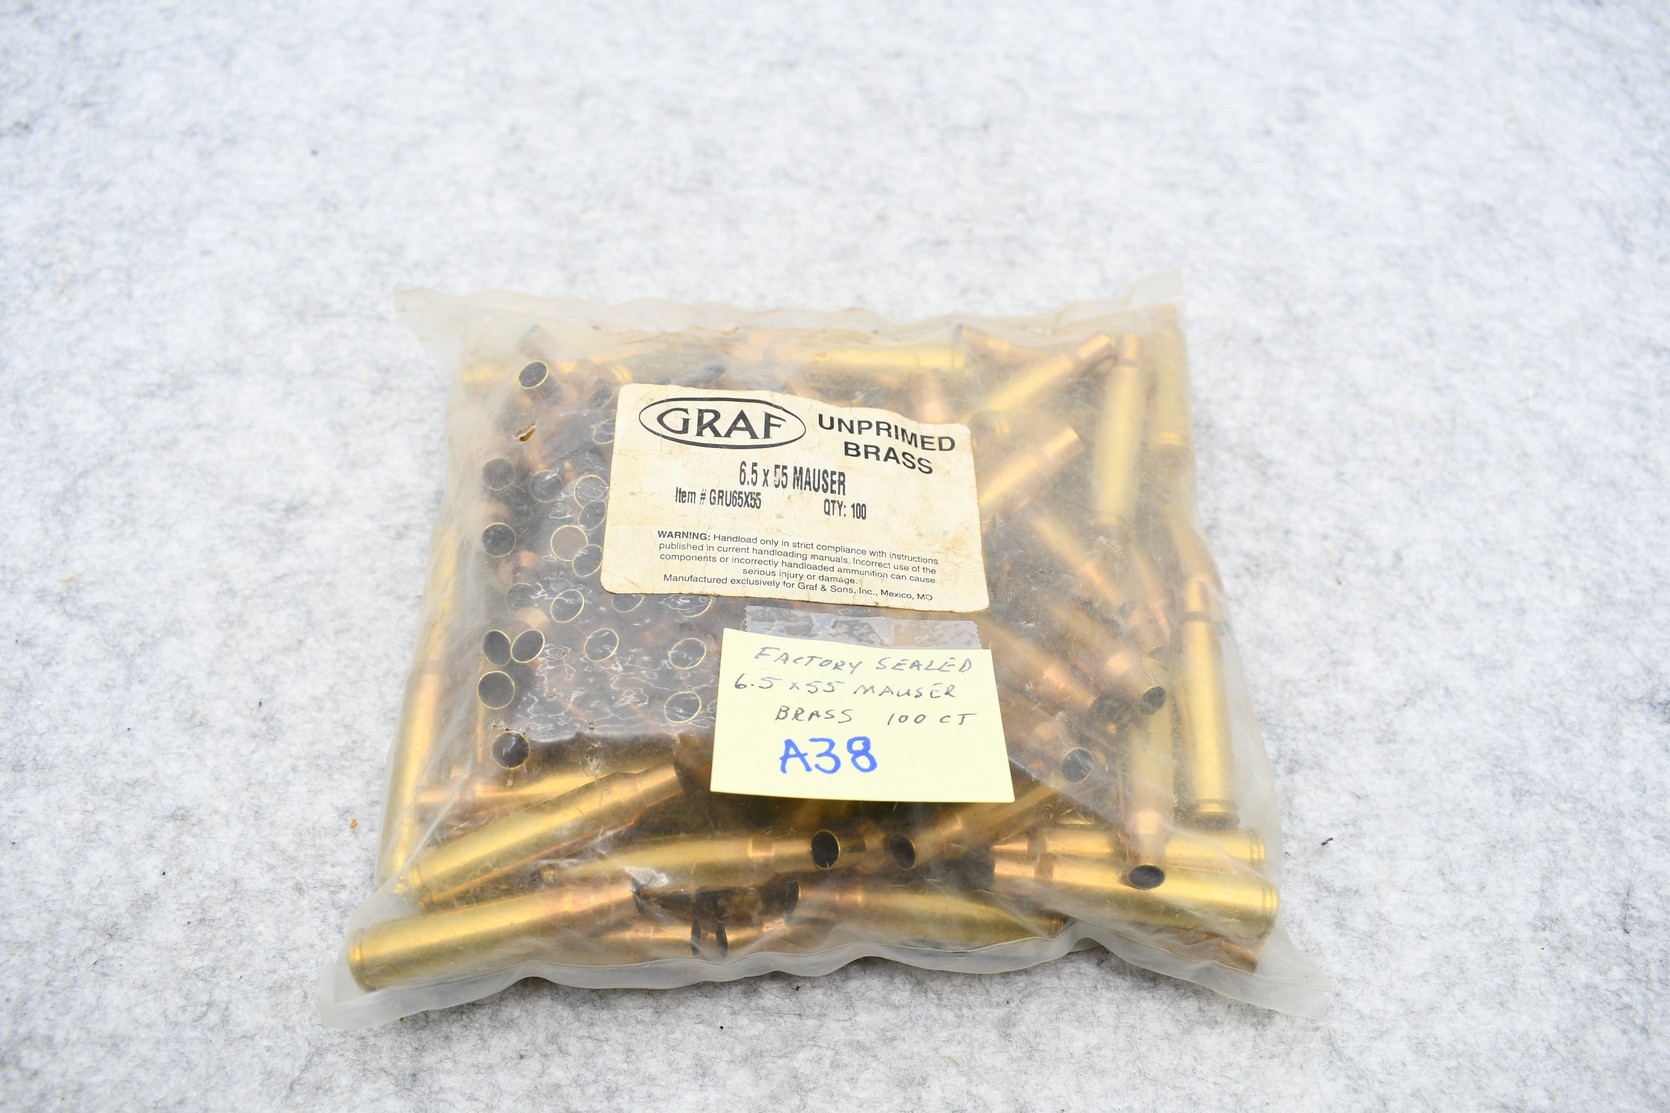 GRAF
UNPRIMED
BRASS
6.5 x 55 MAUSER
Item # GRU65X55 QTY: 100
WARNING: Handload only in strict compliance with instructions
published in current handloading manuals. Incorrect use of the
components or incorrectly handloaded ammunition can cause
serious injury or damage.
Manufactured exclusively for Graf & Sons, Inc., Mexico, MO
FACTORY SEALED
6.5 x 55 MAUSER
BRASS 100 CT
A38